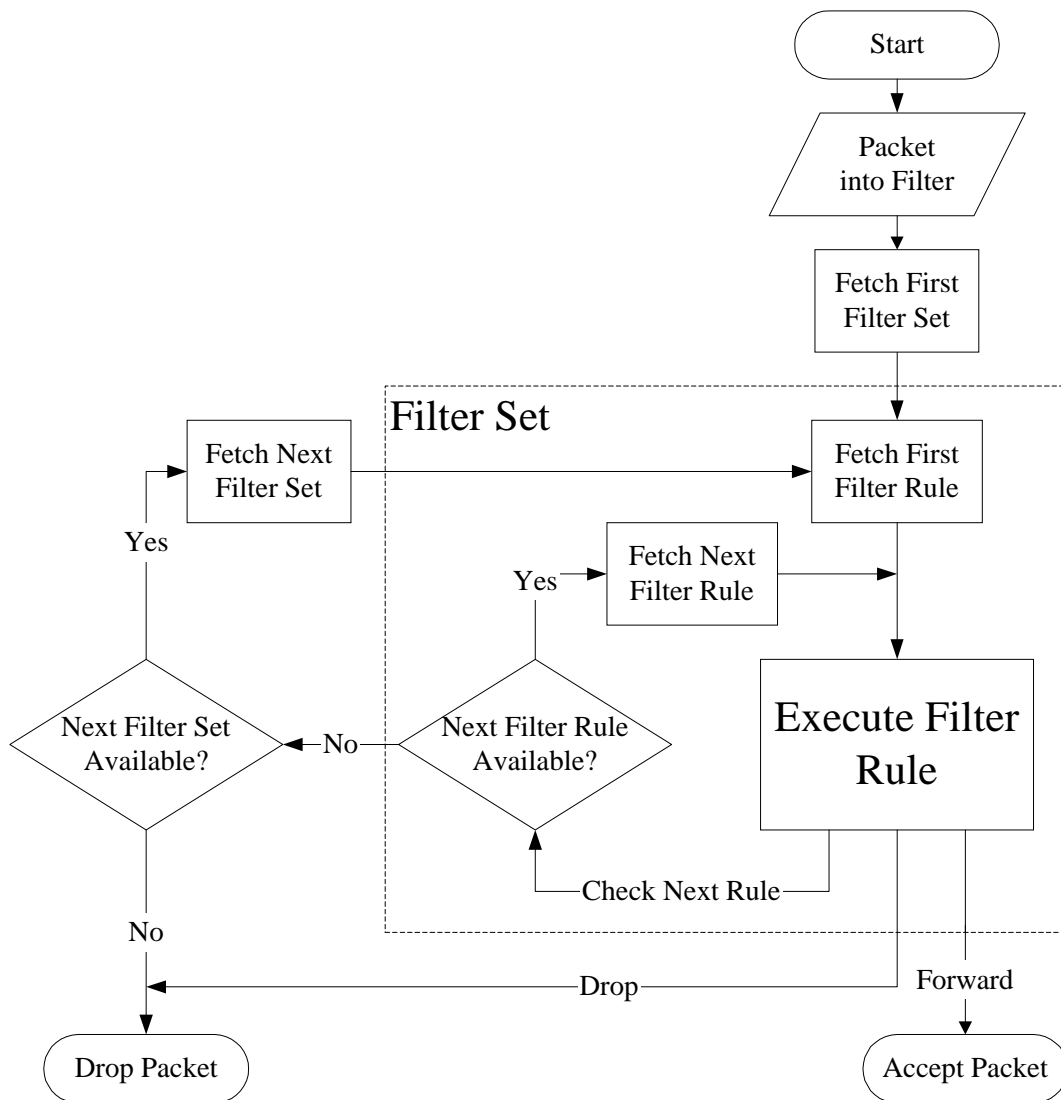 Start
Packet
into Filter
Fetch First
Filter Set
Filter Set
Fetch Next
Filter Set
Fetch First
Filter Rule
Yes
Fetch Next
Filter Rule
Yes
Next Filter Set
Available?
No
Next Filter Rule
Available?
Execute Filter
Rule
Check Next Rule
No
Drop
Forward
Drop Packet
Accept Packet